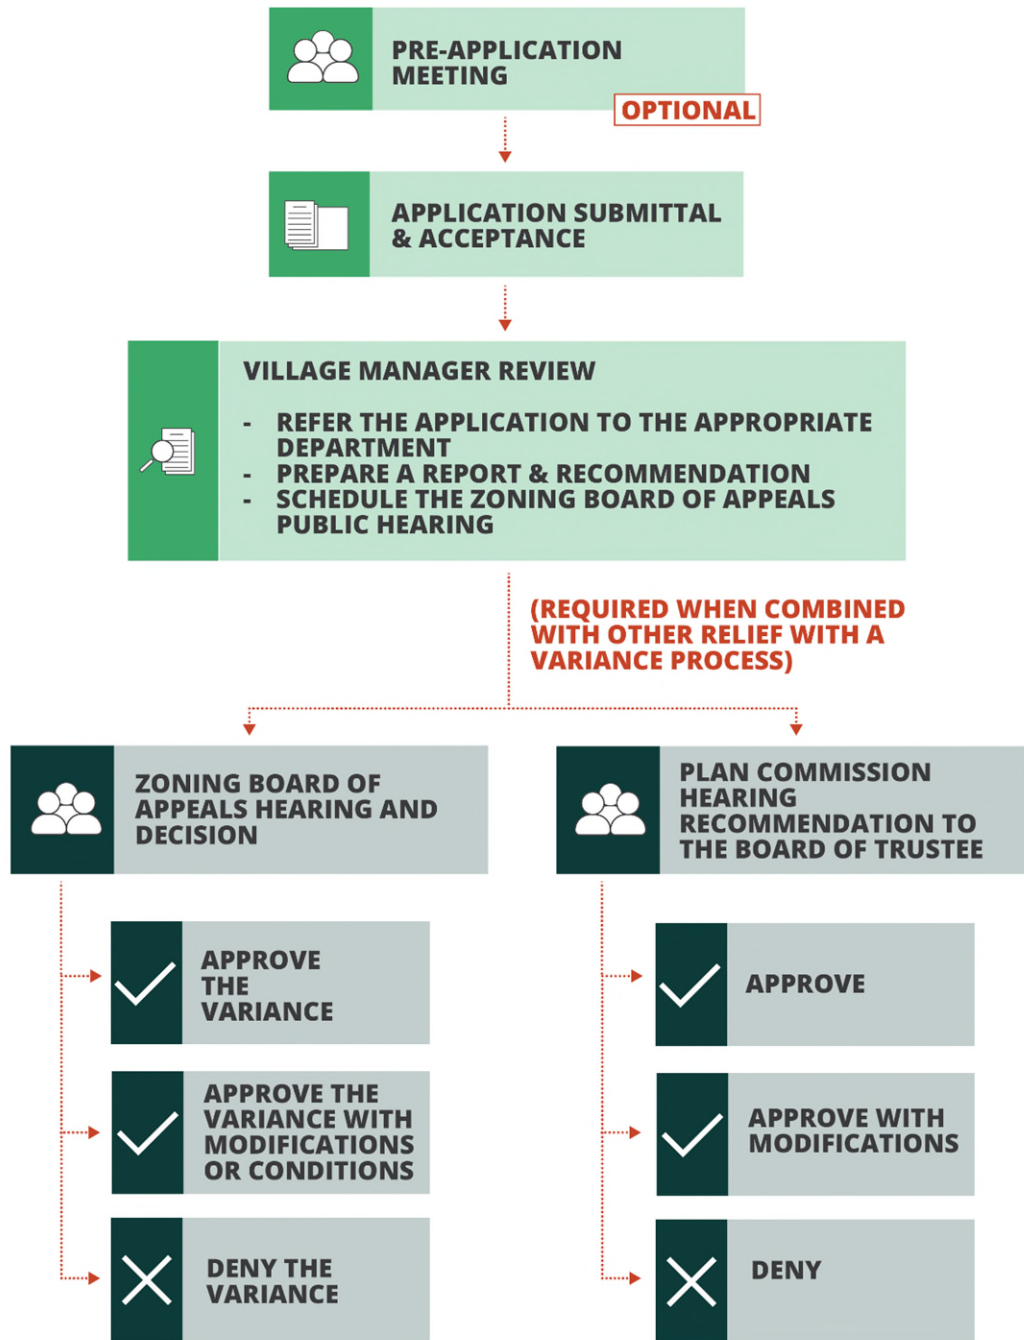 PRE-APPLICATION
MEETING
OPTIONAL
APPLICATION SUBMITTAL
& ACCEPTANCE
VILLAGE MANAGER REVIEW
- REFER THE APPLICATION TO THE APPROPRIATE
DEPARTMENT
- PREPARE A REPORT & RECOMMENDATION
- SCHEDULE THE ZONING BOARD OF APPEALS
PUBLIC HEARING
(REQUIRED WHEN COMBINED
WITH OTHER RELIEF WITH A
VARIANCE PROCESS)
ZONING BOARD OF
APPEALS HEARING AND
DECISION
APPROVE
THE
VARIANCE
APPROVE THE
VARIANCE WITH
MODIFICATIONS
OR CONDITIONS
DENY THE
VARIANCE
PLAN COMMISSION
HEARING
RECOMMENDATION TO
THE BOARD OF TRUSTEE
APPROVE
APPROVE WITH
MODIFICATIONS
DENY